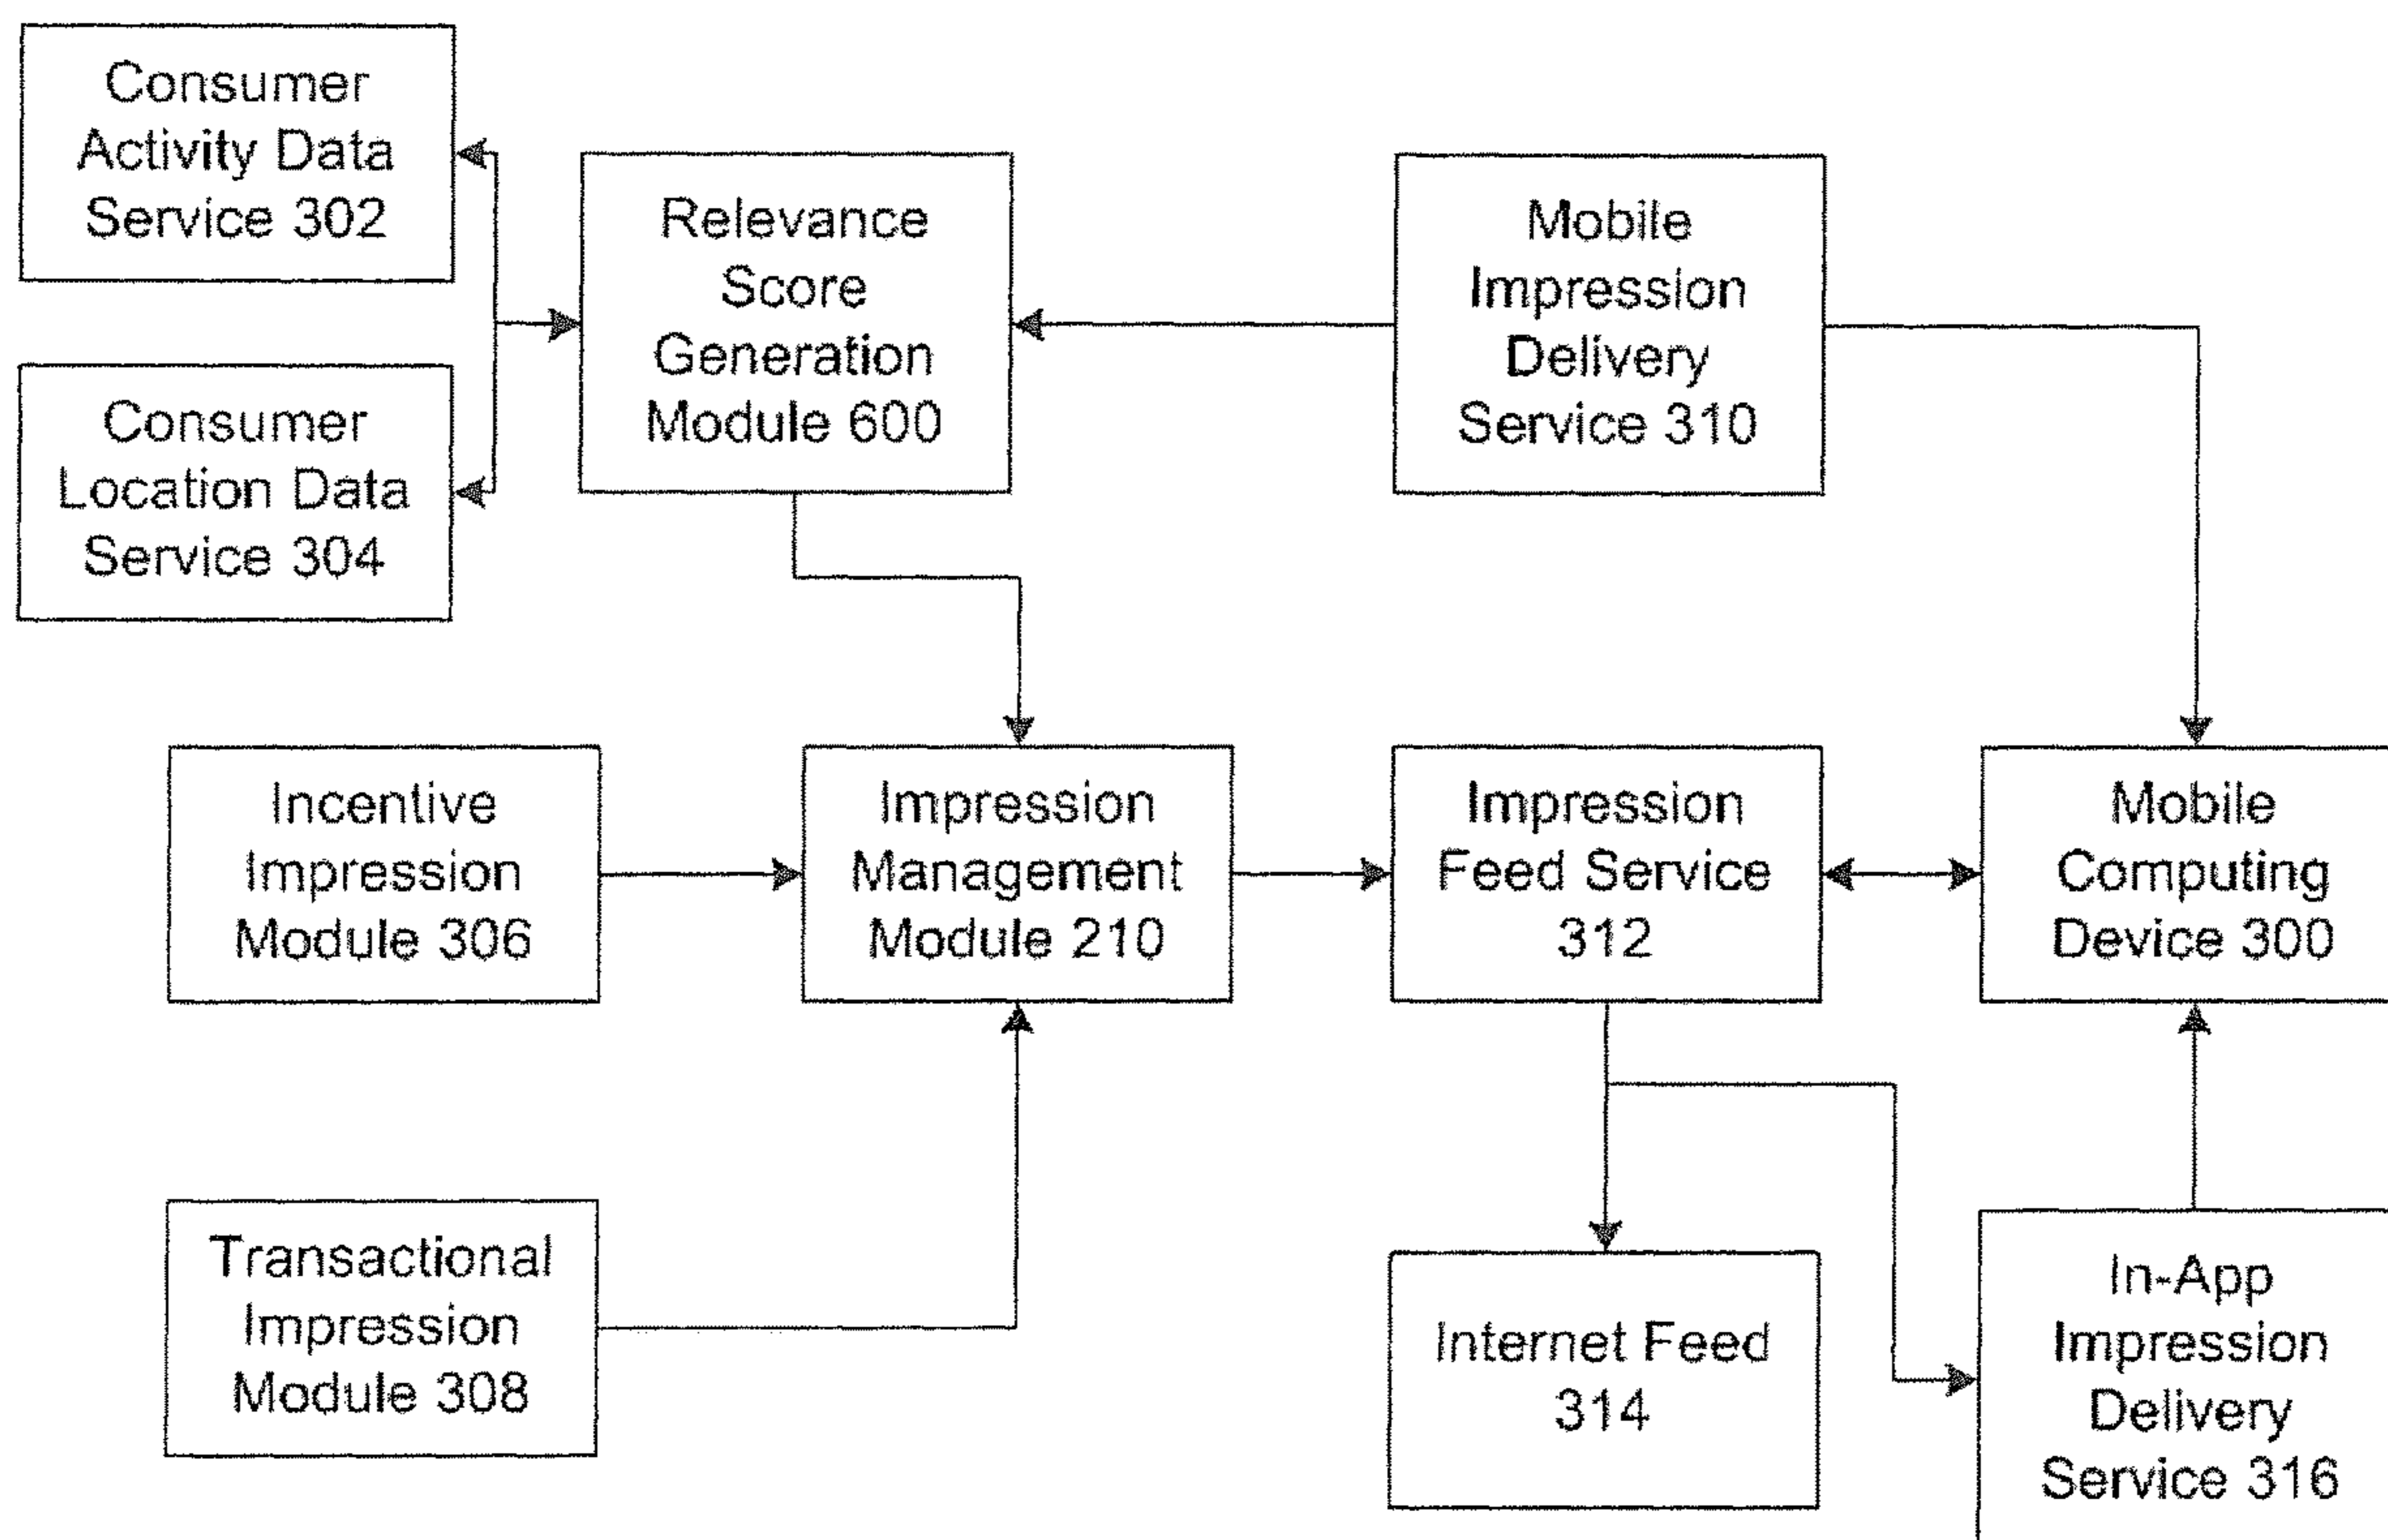 Consumer
Activity Data
Service 302
Relevance
Score
Generation
Module 600
Mobile
Impression
Delivery
Service 310
Consumer
Location Data
Service 304
Incentive
Impression
Module 306
Impression
Management
Module 210
Impression
Feed Service
312
Mobile
Computing
Device 300
Transactional
Impression
Module 308
Internet Feed
314
In-App
Impression
Delivery
Service 316